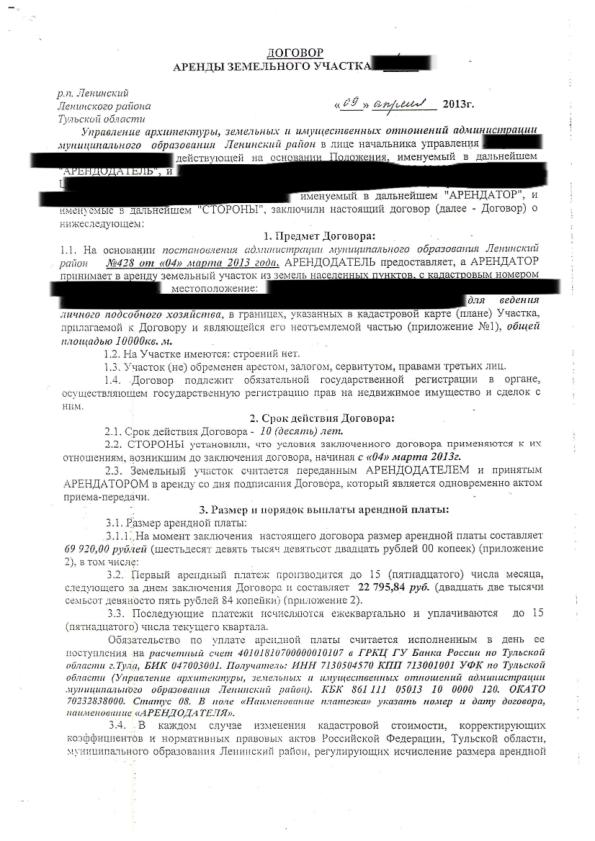 ДОГОВОР
АРЕНДЫ ЗЕМЕЛЬНОГО УЧАСТКА
р.п. Ленинский
Ленинского района
Тульской области
«09» апреля 2013г.
Управление архитектуры, земельных и имущественных отношений администрации
муниципального образования Ленинский район в лице начальника управления
действующей на основании Положения, именуемый в дальнейшем
"АРЕНДОДАТЕЛЬ", и
именуемый в дальнейшем "АРЕНДАТОР", и
именуемые в дальнейшем "СТОРОНЫ", заключили настоящий договор (далее - Договор) о
нижеследующем:
1. Предмет Договора:
1.1. На основании постановления администрации муниципального образования Ленинский
район №428 от «04» марта 2013 года, АРЕНДОДАТЕЛЬ предоставляет, а АРЕНДАТОР
принимает в аренду земельный участок из земель населенных пунктов, с кадастровым номером
местоположение:
для ведения
личного подсобного хозяйства, в границах, указанных в кадастровой карте (плане) Участка,
прилагаемой к Договору и являющейся его неотъемлемой частью (приложение №1), общей
площадью 10000кв. м.
1.2. На Участке имеются: строений нет.
1.3. Участок (не) обременен арестом, залогом, сервитутом, правами третьих лиц.
1.4. Договор подлежит обязательной государственной регистрации в органе,
осуществляющем государственную регистрацию прав на недвижимое имущество и сделок с
ним.
2. Срок действия Договора:
2.1. Срок действия Договора - 10 (десять) лет.
2.2. СТОРОНЫ установили, что условия заключенного договора применяются к их
отношениям, возникшим до заключения договора, начиная с «04» марта 2013г.
2.3. Земельный участок считается переданным АРЕНДОДАТЕЛЕМ и принятым
АРЕНДАТОРОМ в аренду со дня подписания Договора, который является одновременно актом
приема-передачи.
3. Размер и порядок выплаты арендной платы:
3.1. Размер арендной платы:
3.1.1. На момент заключения настоящего договора размер арендной платы составляет
69 920,00 рублей (шестьдесят девять тысяч девятьсот двадцать рублей 00 копеек) (приложение
2), в том числе:
3.2. Первый арендный платеж производится до 15 (пятнадцатого) числа месяца,
следующего за днем заключения Договора и составляет 22 795,84 руб. (двадцать две тысячи
семьсот девяносто пять рублей 84 копейки) (приложение 2).
3.3. Последующие платежи исчисляются ежеквартально и уплачиваются до 15
(пятнадцатого) числа текущего квартала.
Обязательство по уплате арендной платы считается исполненным в день ее
поступления на расчетный счет 40101810700000010107 в ГРКЦ ГУ Банка России по Тульской
области г.Тула, БИК 047003001. Получатель: ИНН 7130504570 КПП 713001001 УФК по Тульской
области (Управление архитектуры, земельных и имущественных отношений администрации
муниципального образования Ленинский район). КБК 861 111 05013 10 0000 120. ОКАТО
70232838000. Статус 08. В поле «Наименование платежа» указать номер и дату договора,
наименование «АРЕНДОДАТЕЛЯ».
3.4. В каждом случае изменения кадастровой стоимости, корректирующих
коэффициентов и нормативных правовых актов Российской Федерации, Тульской области,
муниципального образования Ленинский район, регулирующих исчисление размера арендной